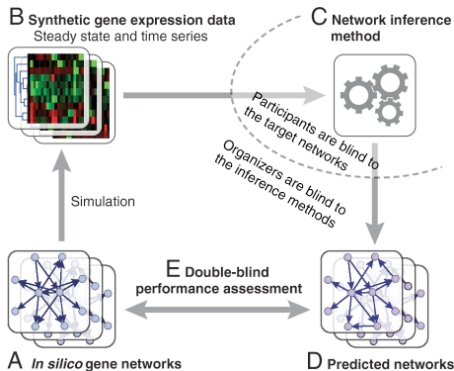 B Synthetic gene expression data
Steady state and time series
C Network inference
method
Participants are blind to
the target networks
Organizers are blind to
the inference methods
Simulation
E Double-blind
performance assessment
A In silico gene networks
D Predicted networks